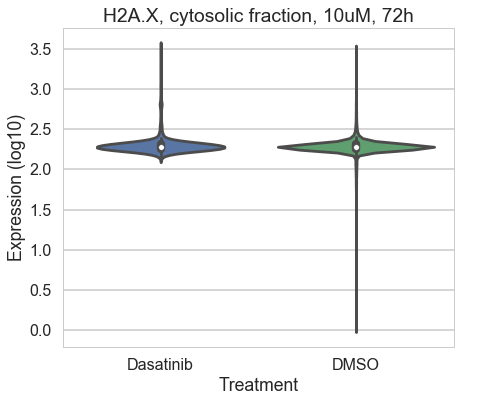 H2A.X, cytosolic fraction, 10uM, 72h
Expression (log10)
3.5
3.0
2.5
2.0
1.5
1.0
0.5
0.0
Dasatinib DMSO
Treatment